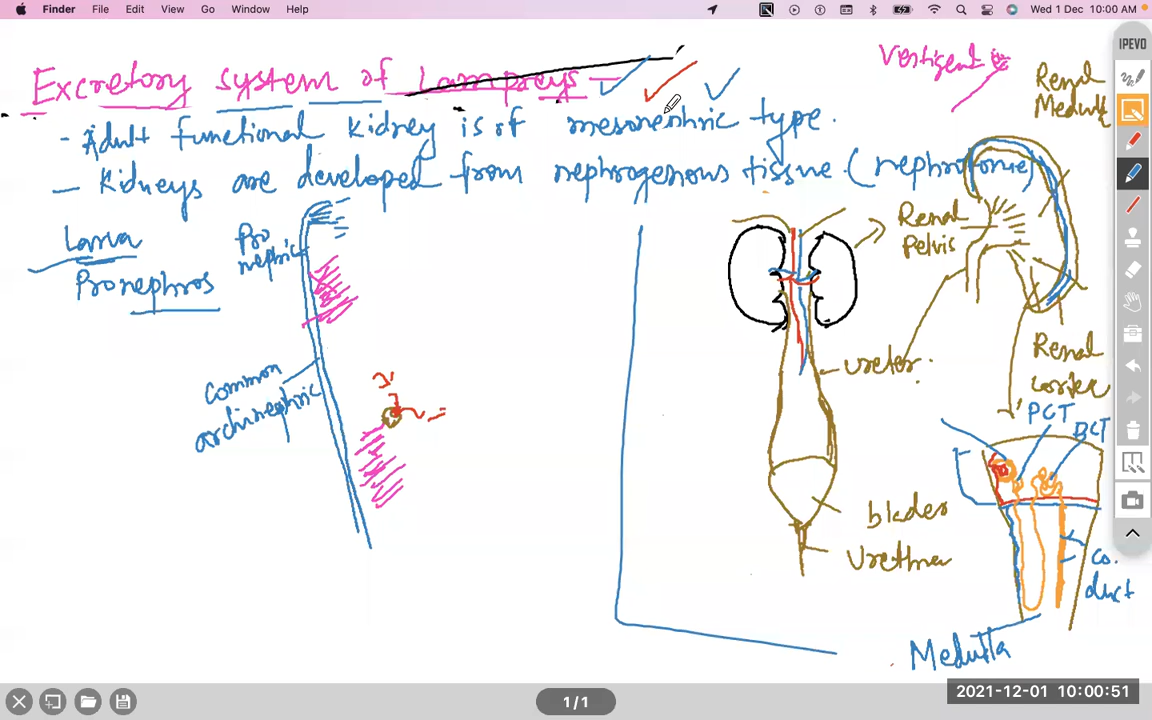 Finder File Edit View Go Window Help Wed 1 Dec 10:00 AM
IPEVO
Excretory system of Lampreys –
- Adult functional kidney is of mesonephric type.
– Kidneys are developed from nephrogenous tissue. (nephrotome)
Larva
Pronephros
Pro
nephric
Common
archinephric
Renal
Medulla
Renal
Pelvis
ureter.
Renal
cortex
PCT
DCT
blader
Urethra
co.
duct
Medulla
1/1
2021-12-01 10:00:51